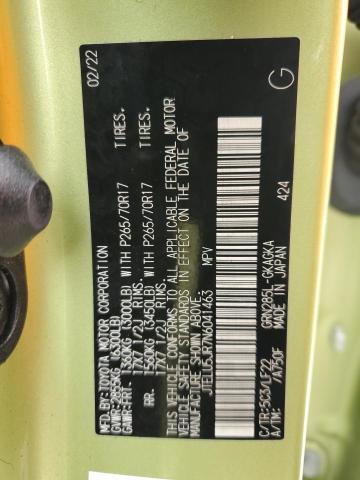 MFD.BY:TOYOTA MOTOR CORPORATION 02/22
GVWR:2855KG (6300LB)
GAWR:FRT. 1360KG (3000LB) WITH P265/70R17 TIRES.
17X7 1/2J RIMS.
RR. 1560KG (3450LB) WITH P265/70R17 TIRES.
17X7 1/2J RIMS.
THIS VEHICLE CONFORMS TO ALL APPLICABLE FEDERAL MOTOR
VEHICLE SAFETY STANDARDS IN EFFECT ON THE DATE OF
MANUFACTURE SHOWN ABOVE.
JTELU5JR7N6041463 MPV
C/TR:5C3/LE22 GRN285L-GKAGKA
A/TM: /A750F MADE IN JAPAN
424
G